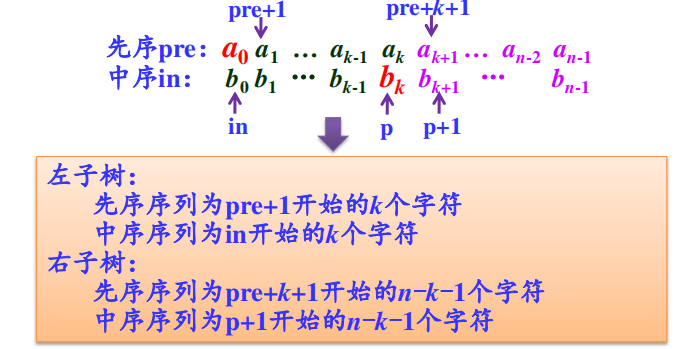 pre+1 pre+k+1
先序pre： a0 a1 … ak-1 ak ak+1 … an-2 an-1
中序in： b0 b1 … bk-1 bk bk+1 … bn-1
in p p+1
左子树：
先序序列为pre+1开始的k个字符
中序序列为in开始的k个字符
右子树：
先序序列为pre+k+1开始的n-k-1个字符
中序序列为p+1开始的n-k-1个字符